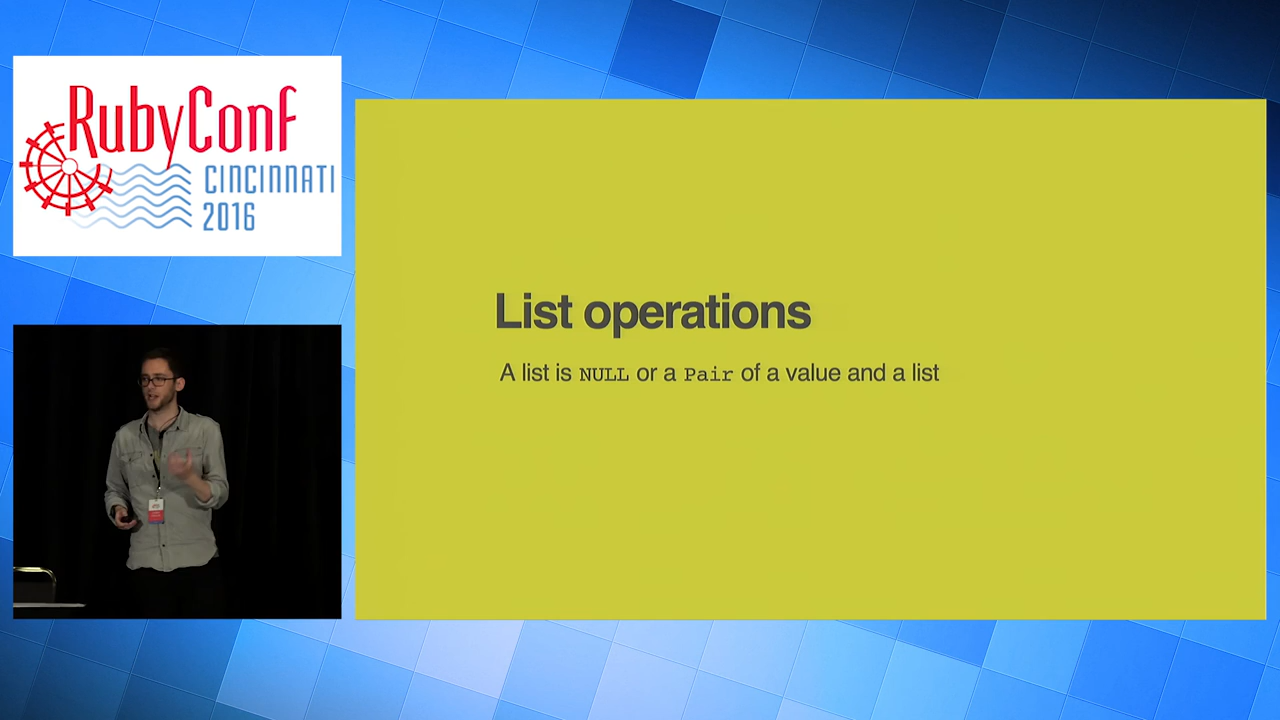 RubyConf
CINCINNATI
2016
List operations
A list is NULL or a Pair of a value and a list